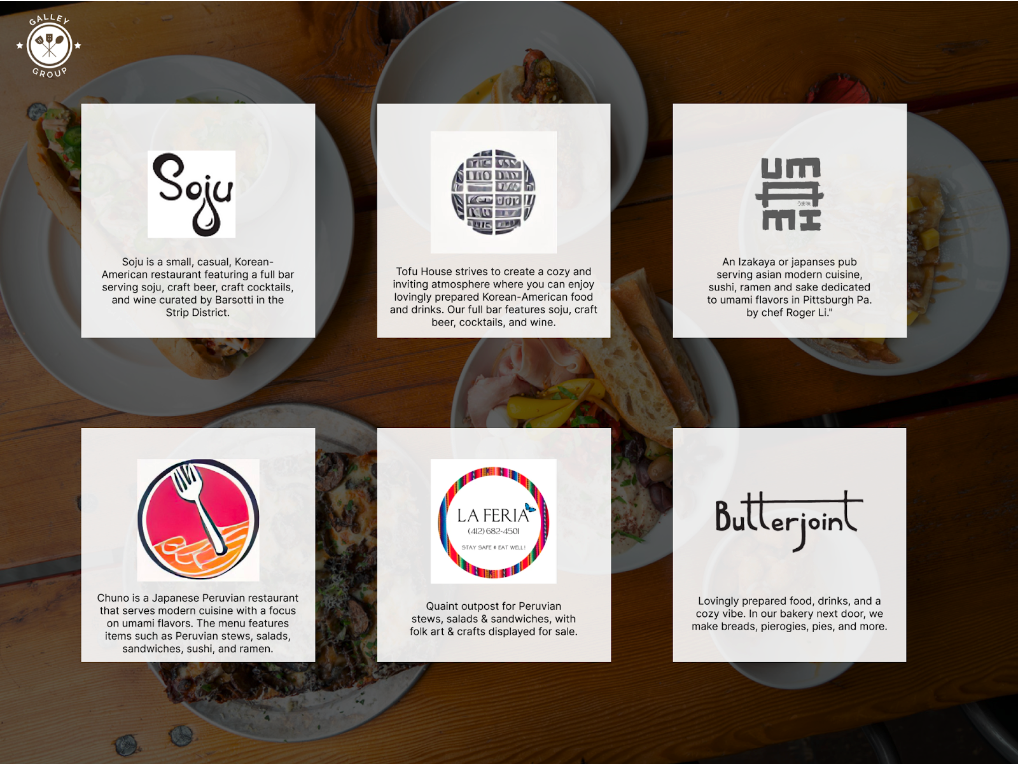 GALLEY
GROUP
Soju
Soju is a small, casual, Korean-
American restaurant featuring a full bar
serving soju, craft beer, craft cocktails,
and wine curated by Barsotti in the
Strip District.
Tofu House strives to create a cozy and
inviting atmosphere where you can enjoy
lovingly prepared Korean-American food
and drinks. Our full bar features soju, craft
beer, cocktails, and wine.
UM
An Izakaya or japanses pub
serving asian modern cuisine,
sushi, ramen and sake dedicated
to umami flavors in Pittsburgh Pa.
by chef Roger Li."
Chuno is a Japanese Peruvian restaurant
that serves modern cuisine with a focus
on umami flavors. The menu features
items such as Peruvian stews, salads,
sandwiches, sushi, and ramen.
LA FERIA
(412) 682-4501
STAY SAFE & EAT WELL!
Quaint outpost for Peruvian
stews, salads & sandwiches, with
folk art & crafts displayed for sale.
Butterjoint
Lovingly prepared food, drinks, and a
cozy vibe. In our bakery next door, we
make breads, pierogies, pies, and more.